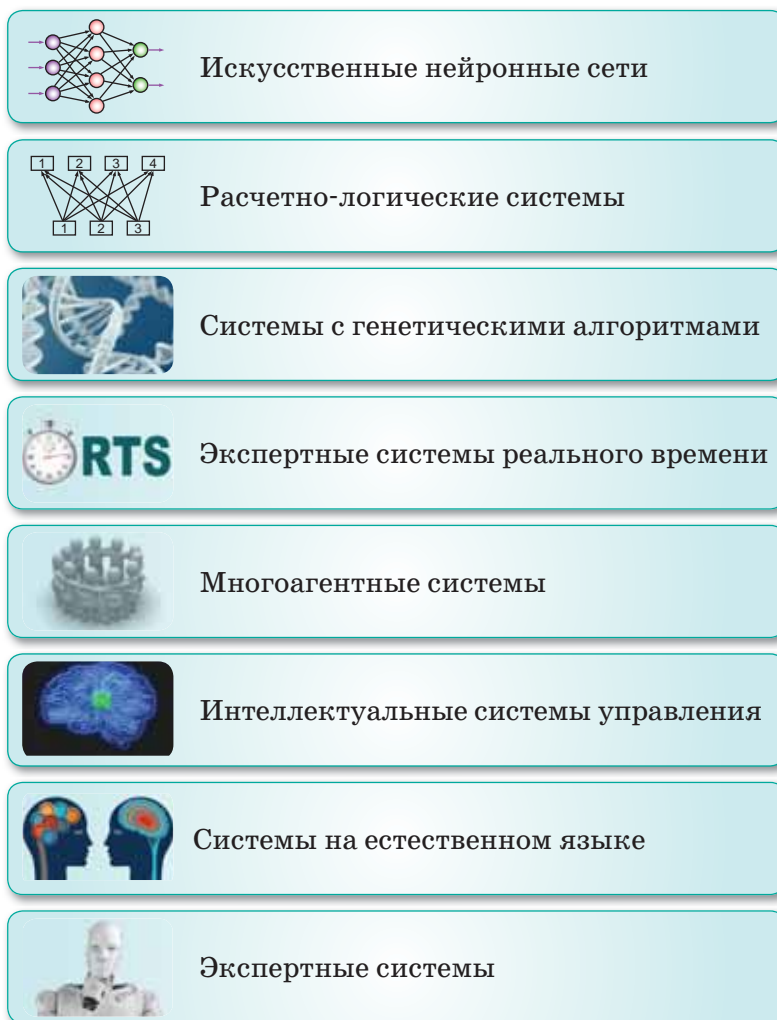 Искусственные нейронные сети
1 2 3 4
1 2 3
Расчетно-логические системы
Системы с генетическими алгоритмами
RTS
Экспертные системы реального времени
Многоагентные системы
Интеллектуальные системы управления
Системы на естественном языке
Экспертные системы